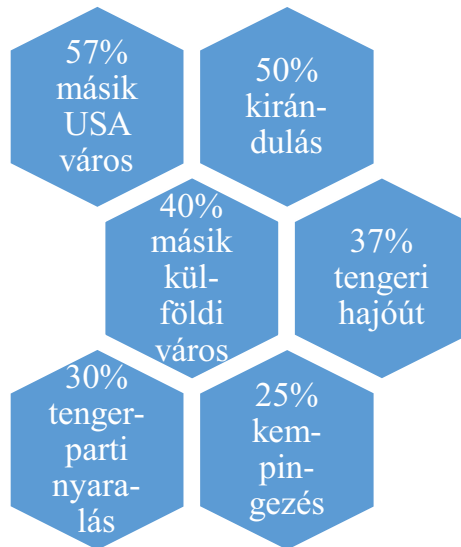 57%
másik
USA
város
50%
kirán-
dulás
40%
másik
kül-
földi
város
37%
tengeri
hajóút
30%
tenger-
parti
nyara-
lás
25%
kem-
pin-
gezés